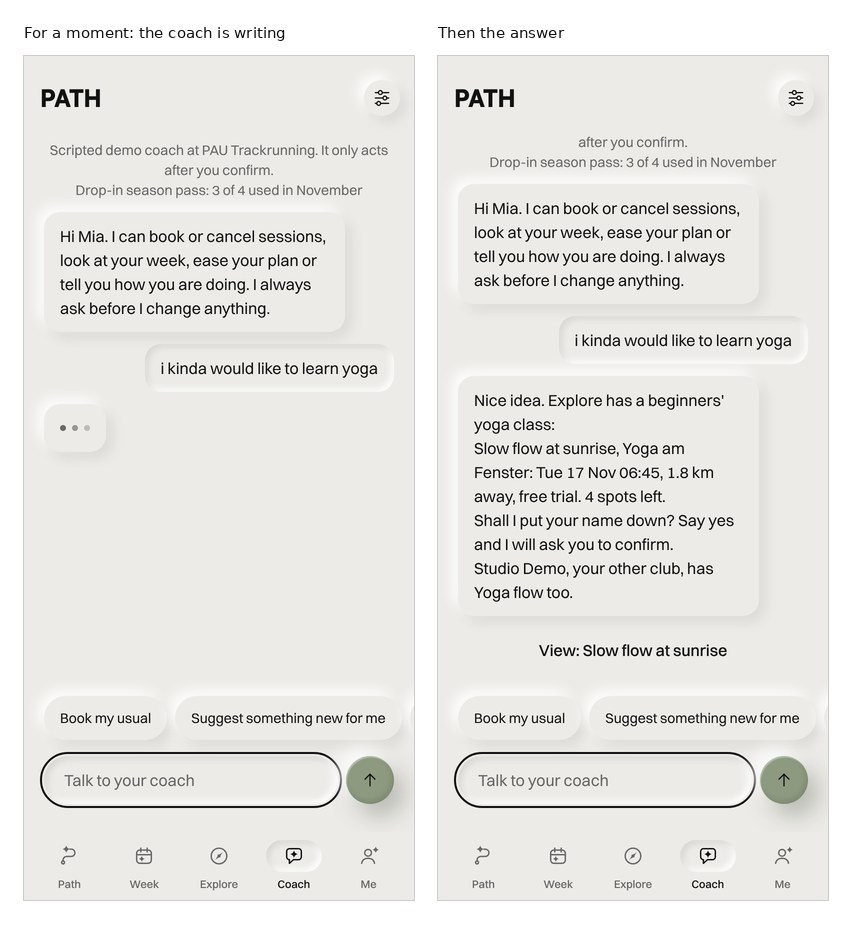 For a moment: the coach is writing
PATH
Scripted demo coach at PAU Trackrunning. It only acts
after you confirm.
Drop-in season pass: 3 of 4 used in November
Hi Mia. I can book or cancel sessions,
look at your week, ease your plan or
tell you how you are doing. I always
ask before I change anything.
i kinda would like to learn yoga
Book my usual
Suggest something new for me
Talk to your coach
Path
Week
Explore
Coach
Me
Then the answer
PATH
after you confirm.
Drop-in season pass: 3 of 4 used in November
Hi Mia. I can book or cancel sessions,
look at your week, ease your plan or
tell you how you are doing. I always
ask before I change anything.
i kinda would like to learn yoga
Nice idea. Explore has a beginners'
yoga class:
Slow flow at sunrise, Yoga am
Fenster: Tue 17 Nov 06:45, 1.8 km
away, free trial. 4 spots left.
Shall I put your name down? Say yes
and I will ask you to confirm.
Studio Demo, your other club, has
Yoga flow too.
View: Slow flow at sunrise
Book my usual
Suggest something new for me
Talk to your coach
Path
Week
Explore
Coach
Me